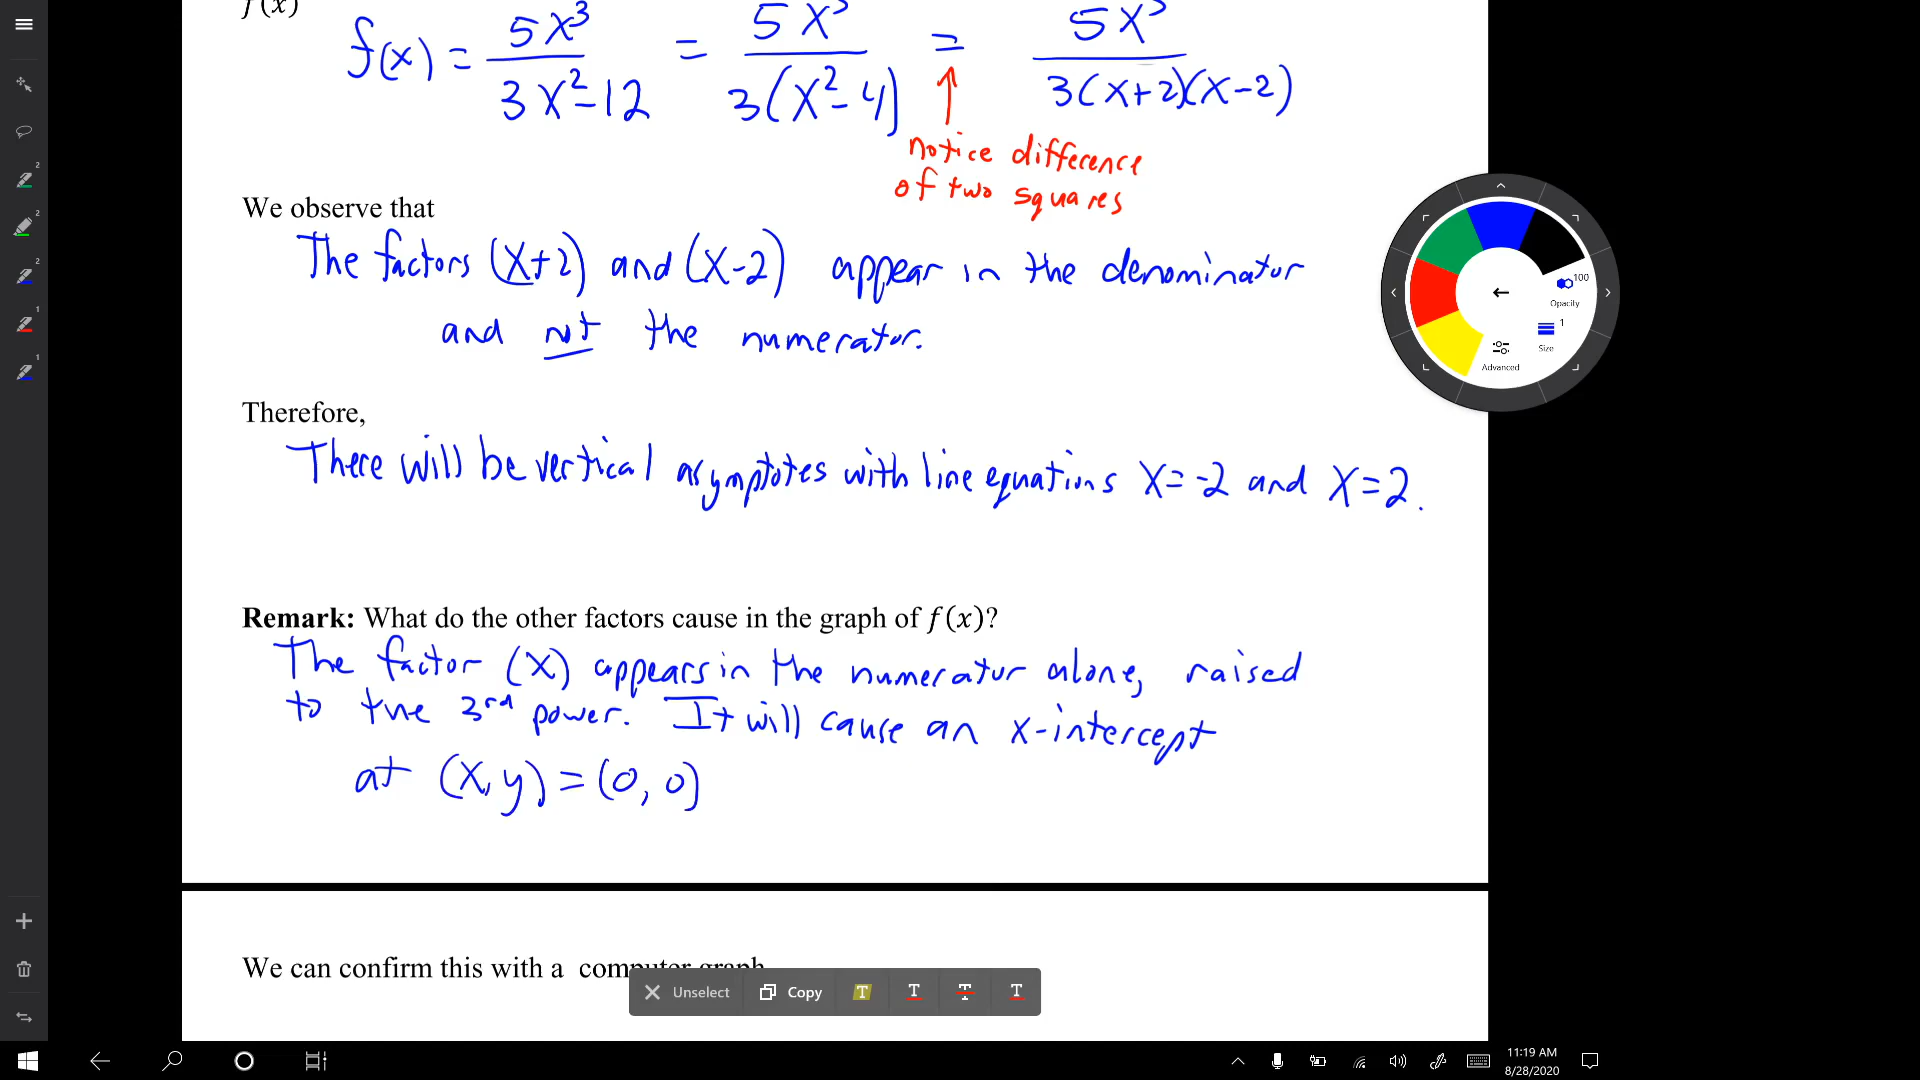 f(x)
f(x) = 5x³ / 3x²-12 = 5x³ / 3(x²-4) = 5x³ / 3(x+2)(x-2)
notice difference
of two squares
We observe that
The factors (x+2) and (x-2) appear in the denominator
and not the numerator.
Therefore,
There will be vertical asymptotes with line equations x=-2 and x=2.
Remark: What do the other factors cause in the graph of f(x)?
The factor (x) appears in the numerator alone, raised
to the 3rd power. It will cause an x-intercept
at (x,y)=(0,0)
We can confirm this with a computer graph
Unselect
Copy
T
T
T
T
100
Opacity
1
Size
Advanced
2
2
2
1
1
11:19 AM
8/28/2020